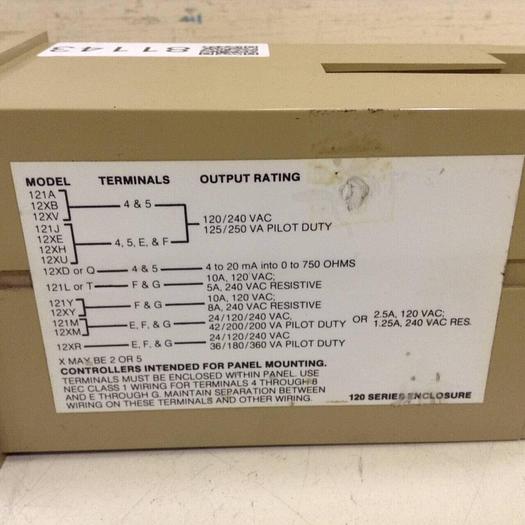 81143
MODEL TERMINALS OUTPUT RATING
121A
12XB
12XV
4 & 5
121J
12XE
12XH
12XU
4, 5, E, & F
120/240 VAC
125/250 VA PILOT DUTY
12XD or Q 4 & 5 4 to 20 mA into 0 to 750 OHMS
121L or T F & G 10A, 120 VAC;
5A, 240 VAC RESISTIVE
121Y
12XY
F & G
10A, 120 VAC;
8A, 240 VAC RESISTIVE
121M
12XM
E, F, & G
24/120/240 VAC,
42/200/200 VA PILOT DUTY
OR 2.5A, 120 VAC;
1.25A, 240 VAC RES.
12XR E, F, & G 24/120/240 VAC
36/180/360 VA PILOT DUTY
X MAY BE 2 OR 5
CONTROLLERS INTENDED FOR PANEL MOUNTING.
TERMINALS MUST BE ENCLOSED WITHIN PANEL. USE
NEC CLASS 1 WIRING FOR TERMINALS 4 THROUGH 8
AND E THROUGH G. MAINTAIN SEPARATION BETWEEN
WIRING ON THESE TERMINALS AND OTHER WIRING.
120 SERIES ENCLOSURE